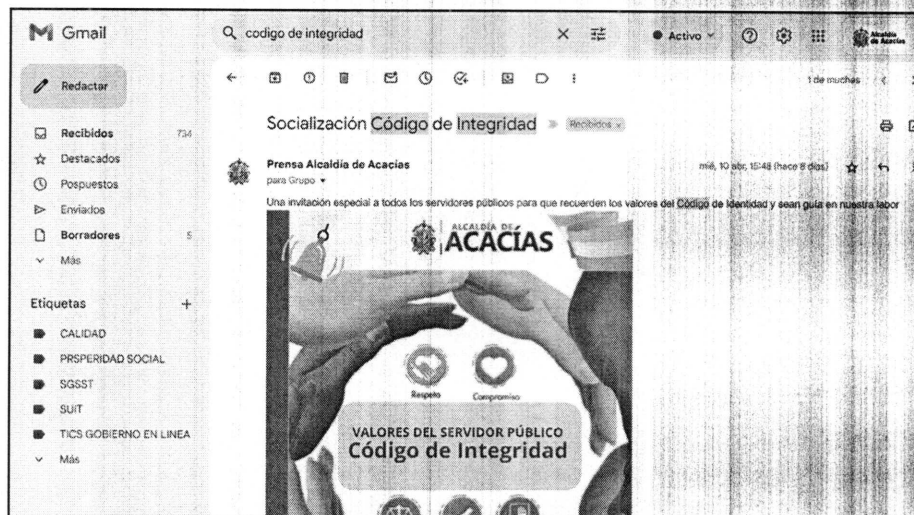 Gmail
codigo de integridad
Activo
Alcaldía de Acacías
Redactar
1 de muchas
Socialización Código de Integridad
Recibidos x
Recibidos 734
Destacados
Pospuestos
Enviados
Borradores 5
Más
Etiquetas +
CALIDAD
PRSPERIDAD SOCIAL
SGSST
SUIT
TICS GOBIERNO EN LINEA
Más
Prensa Alcaldía de Acacías
mié, 10 abr, 15:48 (hace 8 días)
para Grupo
Una invitación especial a todos los servidores públicos para que recuerden los valores del Código de Identidad y sean guía en nuestra labor
ALCALDÍA DE
ACACÍAS
Respeto
Compromiso
VALORES DEL SERVIDOR PÚBLICO
Código de Integridad